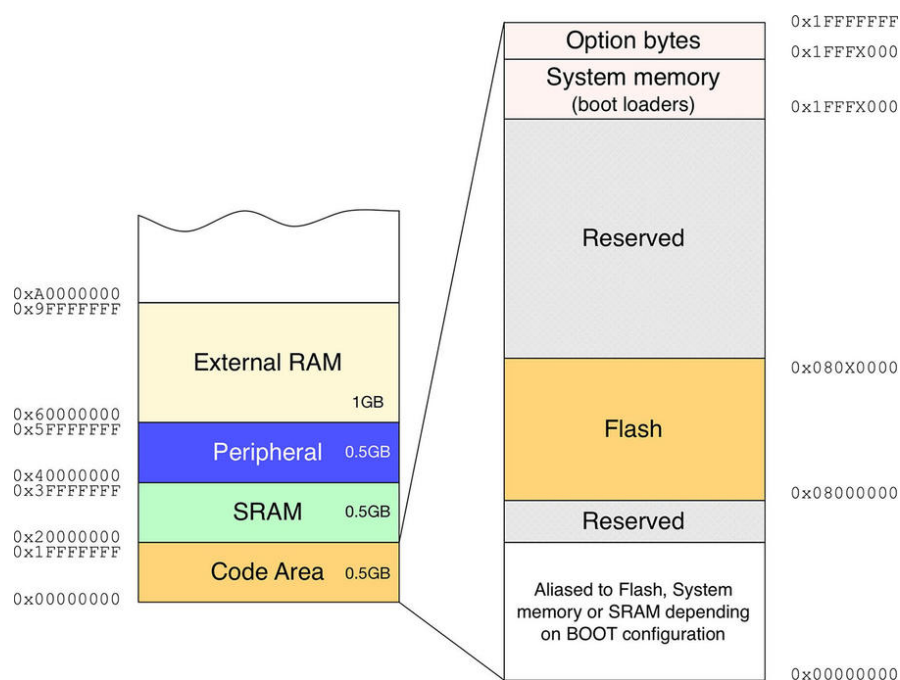 0xA0000000
0x9FFFFFFF
External RAM
1GB
0x60000000
0x5FFFFFFF
Peripheral 0.5GB
0x40000000
0x3FFFFFFF
SRAM 0.5GB
0x20000000
0x1FFFFFFF
Code Area 0.5GB
0x00000000
0x1FFFFFFF
Option bytes
0x1FFFX000
System memory
(boot loaders)
0x1FFFX000
Reserved
0x080X0000
Flash
0x08000000
Reserved
Aliased to Flash, System
memory or SRAM depending
on BOOT configuration
0x00000000